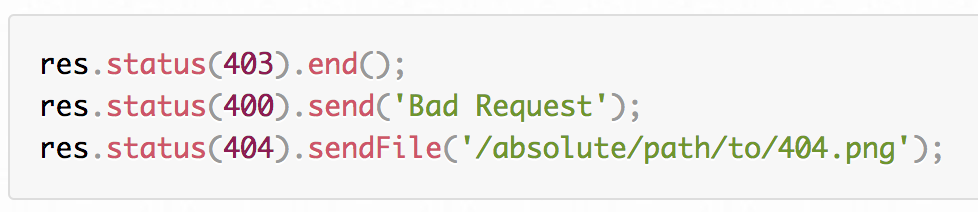 res.status(403).end();
res.status(400).send('Bad Request');
res.status(404).sendFile('/absolute/path/to/404.png');